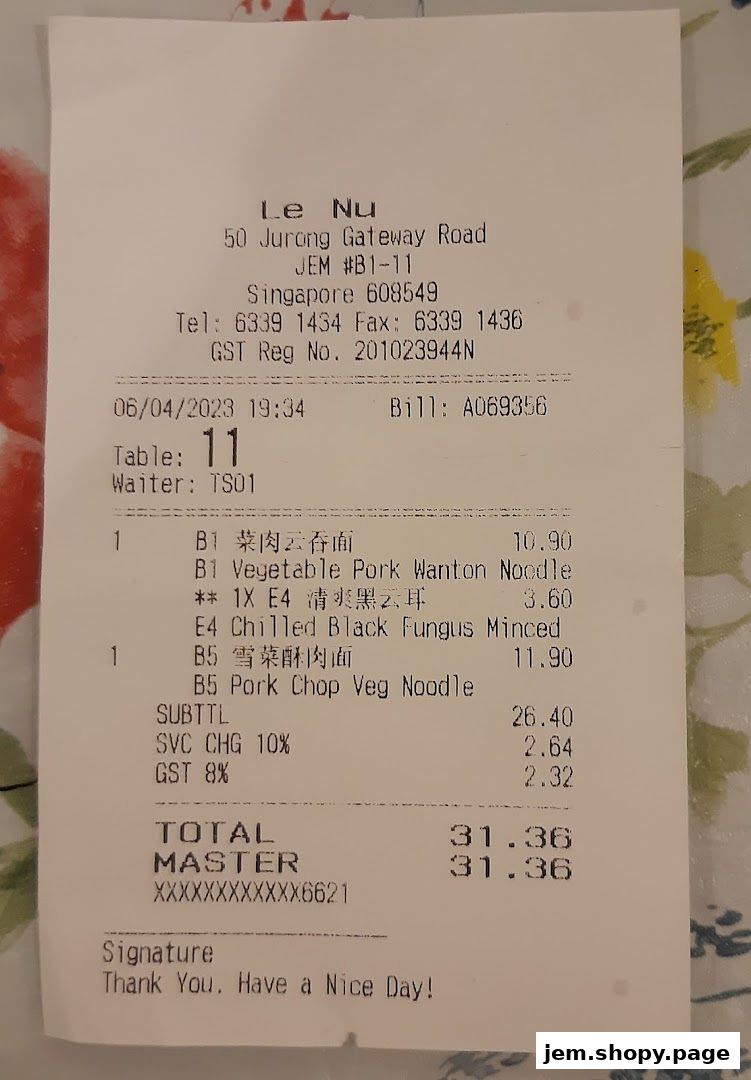 Le Nu
50 Jurong Gateway Road
JEM #B1-11
Singapore 608549
Tel: 6339 1434 Fax: 6339 1436
GST Reg No. 201023944N
06/04/2023 19:34 Bill: A069356
Table: 11
Waiter: TS01
1 B1 菜肉云吞面 10.90
B1 Vegetable Pork Wanton Noodle
** 1X E4 清爽黑云耳 3.60
E4 Chilled Black Fungus Minced
1 B5 雪菜酥肉面 11.90
B5 Pork Chop Veg Noodle
SUBTTL 26.40
SVC CHG 10% 2.64
GST 8% 2.32
TOTAL 31.36
MASTER 31.36
XXXXXXXXXXXX6621
Signature
Thank You. Have a Nice Day!
jem.shopy.page